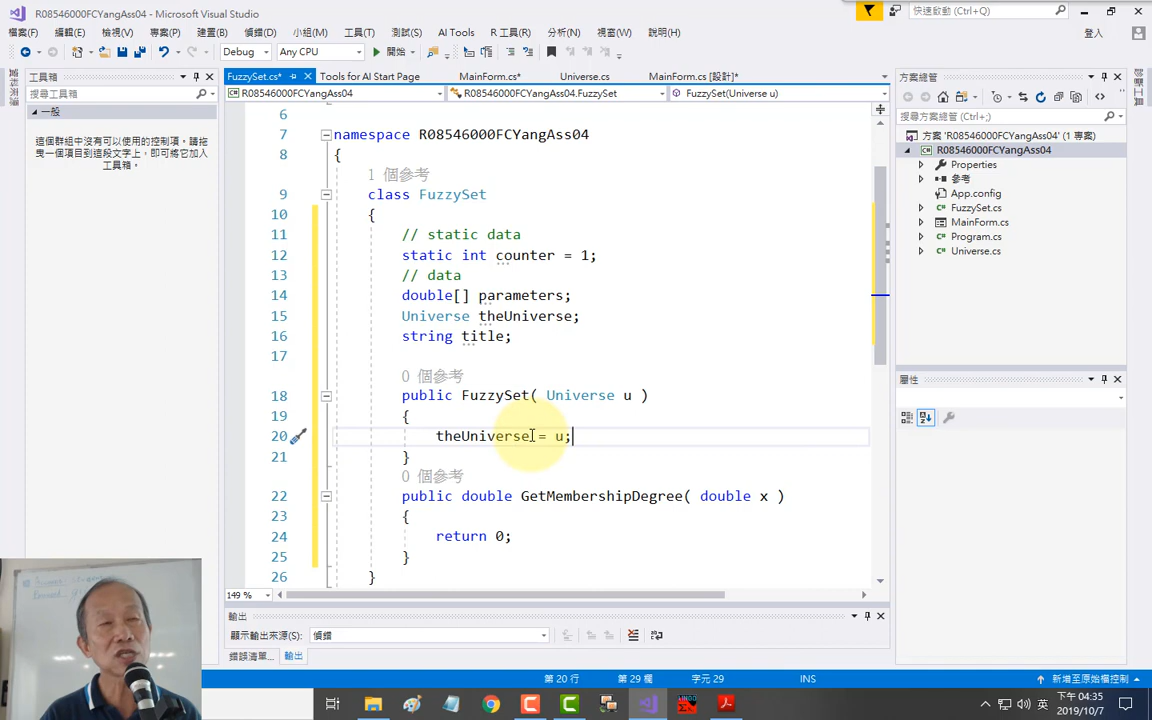 R08546000FCYangAss04 - Microsoft Visual Studio
快速啟動 (Ctrl+Q)
檔案(F) 編輯(E) 檢視(V) 專案(P) 建置(B) 偵錯(D) 小組(M) 工具(T) 測試(S) AI Tools R 工具(R) 分析(N) 視窗(W) 說明(H)
登入
Debug Any CPU 開始
工具箱
搜尋工具箱
一般
這個群組中沒有可以使用的控制項。請拖
曳一個項目到這段文字上，即可將它加入
工具箱。
FuzzySet.cs* Tools for AI Start Page MainForm.cs* Universe.cs MainForm.cs [設計]*
R08546000FCYangAss04 R08546000FCYangAss04.FuzzySet FuzzySet(Universe u)
6
7 namespace R08546000FCYangAss04
8 {
1 個參考
9 class FuzzySet
10 {
11 // static data
12 static int counter = 1;
13 // data
14 double[] parameters;
15 Universe theUniverse;
16 string title;
17
0 個參考
18 public FuzzySet( Universe u )
19 {
20 theUniverse = u;
21 }
0 個參考
22 public double GetMembershipDegree( double x )
23 {
24 return 0;
25 }
26 }
149 %
輸出
顯示輸出來源(S): 偵錯
錯誤清單... 輸出
方案總管
搜尋方案總管 (Ctrl+;)
方案 'R08546000FCYangAss04' (1 專案)
R08546000FCYangAss04
Properties
參考
App.config
FuzzySet.cs
MainForm.cs
Program.cs
Universe.cs
屬性
第 20 行 第 29 欄 字元 29 INS 新增至原始檔控制
英
下午 04:35
2019/10/7